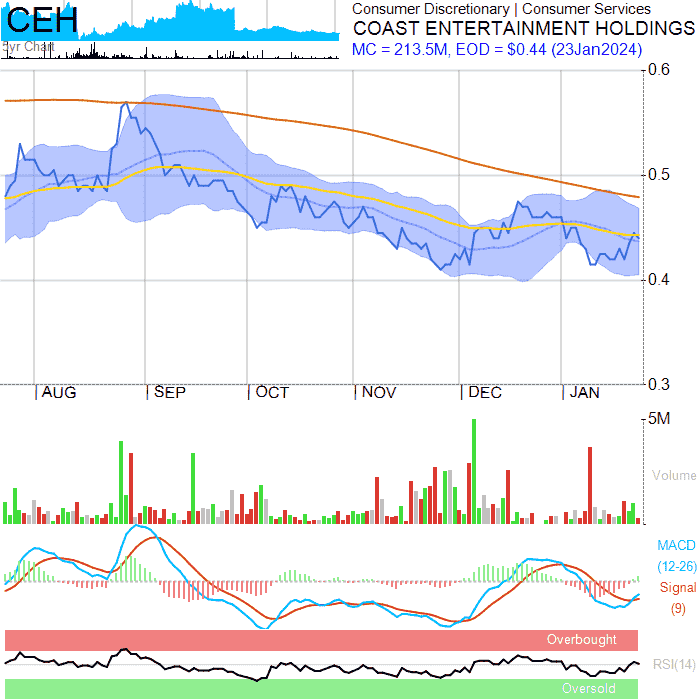 CEH
5yr Chart
Consumer Discretionary | Consumer Services
COAST ENTERTAINMENT HOLDINGS
MC = 213.5M, EOD = $0.44 (23Jan2024)
0.6
0.5
0.4
0.3
AUG
SEP
OCT
NOV
DEC
JAN
5M
Volume
MACD
(12-26)
Signal
(9)
Overbought
RSI(14)
Oversold